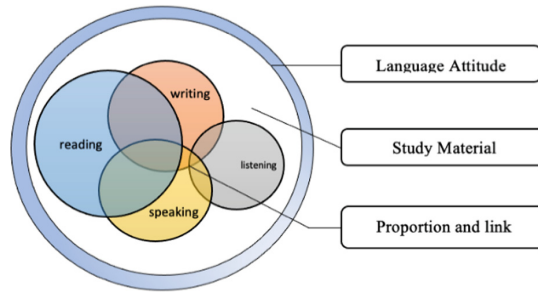 writing
reading
listening
speaking
Language Attitude
Study Material
Proportion and link